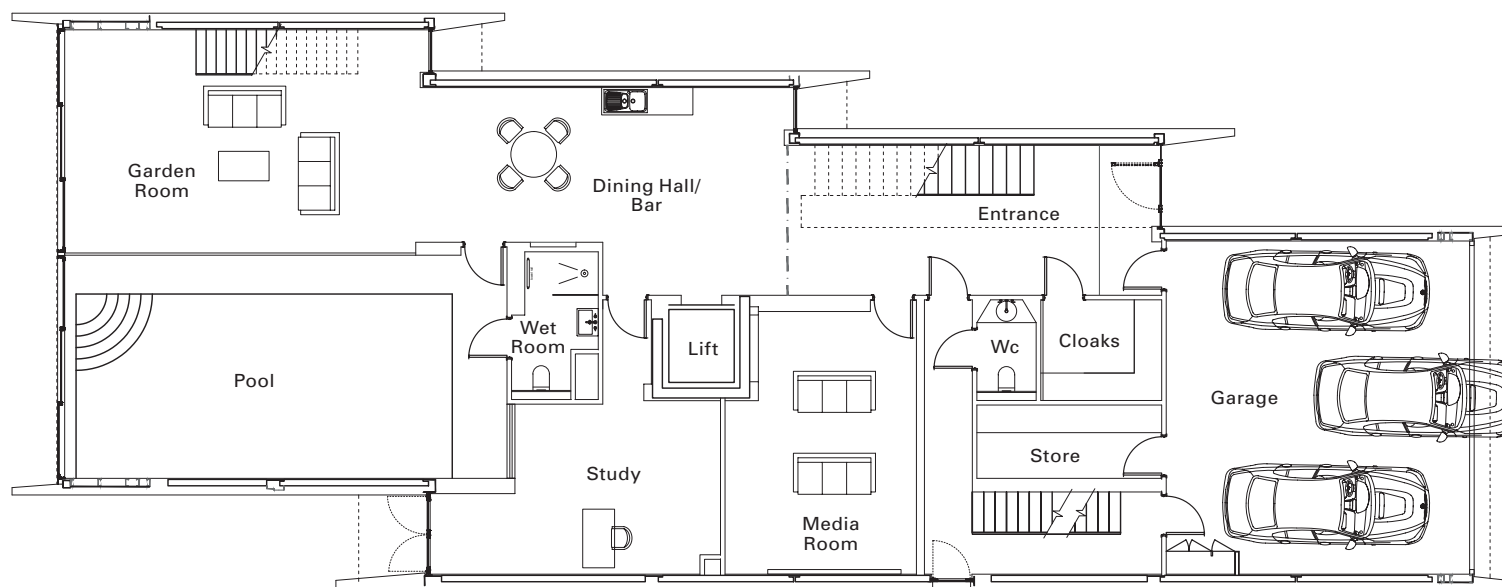 Garden
Room
Dining Hall/
Bar
Entrance
Wet
Room
Lift
Wc
Cloaks
Pool
Garage
Study
Store
Media
Room